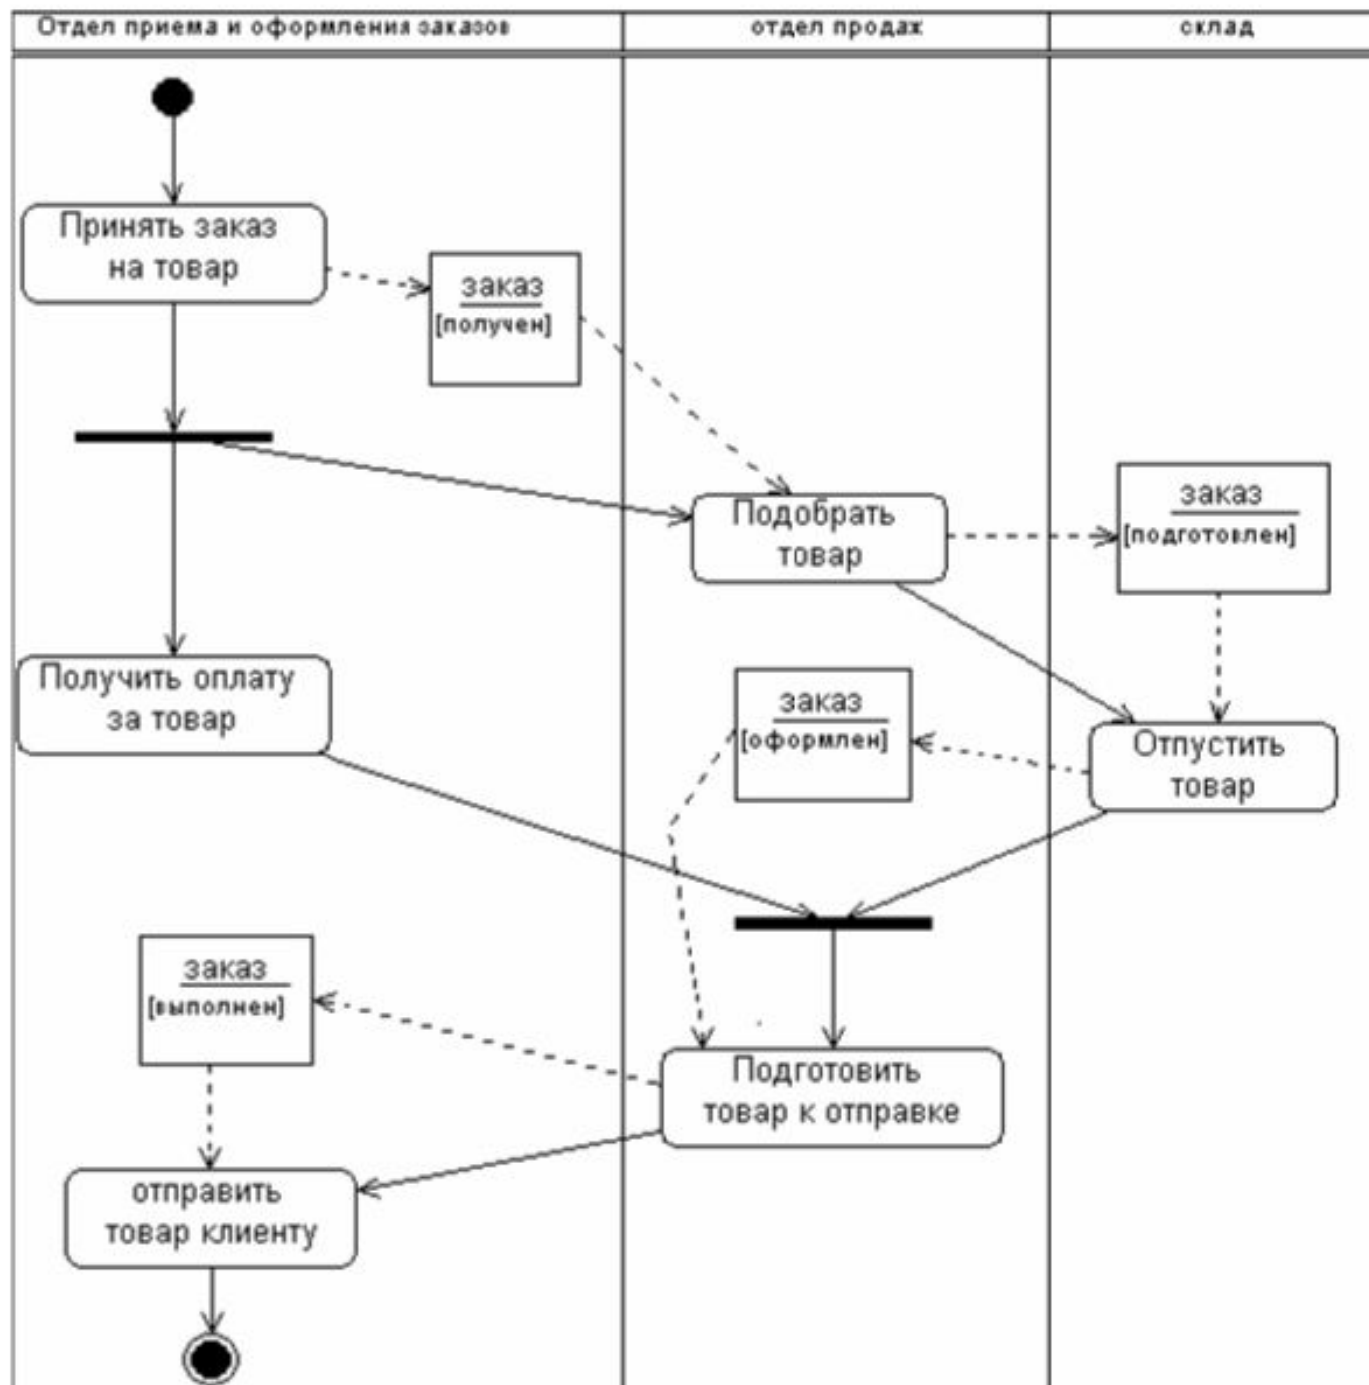 Отдел приема и оформления заказов
отдел продаж
склад
Принять заказ
на товар
заказ
[получен]
Подобрать
товар
заказ
[подготовлен]
Получить оплату
за товар
заказ
[оформлен]
Отпустить
товар
заказ
[выполнен]
Подготовить
товар к отправке
отправить
товар клиенту